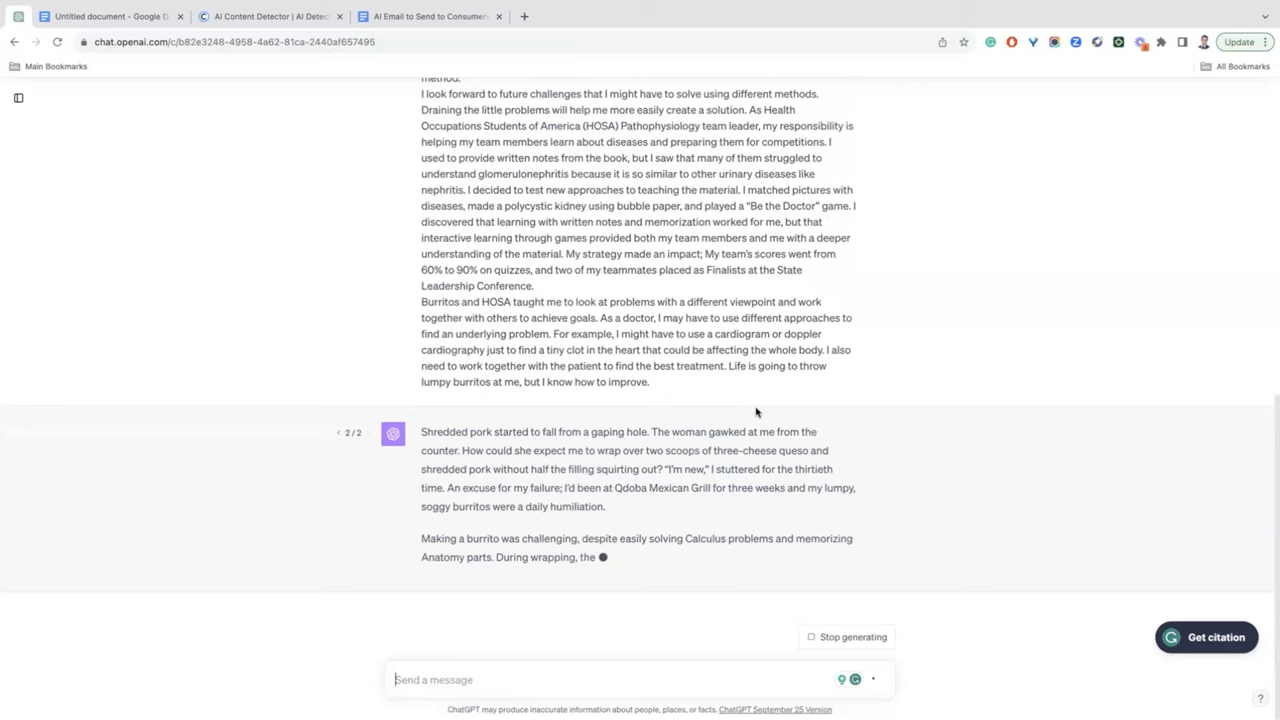 Untitled document - Google D
AI Content Detector | AI Detec
AI Email to Send to Consumers
chat.openai.com/c/b82e3248-4958-4a62-81ca-2440af657495
Update
Main Bookmarks
All Bookmarks
method.
I look forward to future challenges that I might have to solve using different methods.
Draining the little problems will help me more easily create a solution. As Health
Occupations Students of America (HOSA) Pathophysiology team leader, my responsibility is
helping my team members learn about diseases and preparing them for competitions. I
used to provide written notes from the book, but I saw that many of them struggled to
understand glomerulonephritis because it is so similar to other urinary diseases like
nephritis. I decided to test new approaches to teaching the material. I matched pictures with
diseases, made a polycystic kidney using bubble paper, and played a “Be the Doctor” game. I
discovered that learning with written notes and memorization worked for me, but that
interactive learning through games provided both my team members and me with a deeper
understanding of the material. My strategy made an impact; My team’s scores went from
60% to 90% on quizzes, and two of my teammates placed as Finalists at the State
Leadership Conference.
Burritos and HOSA taught me to look at problems with a different viewpoint and work
together with others to achieve goals. As a doctor, I may have to use different approaches to
find an underlying problem. For example, I might have to use a cardiogram or doppler
cardiography just to find a tiny clot in the heart that could be affecting the whole body. I also
need to work together with the patient to find the best treatment. Life is going to throw
lumpy burritos at me, but I know how to improve.
< 2/2
Shredded pork started to fall from a gaping hole. The woman gawked at me from the
counter. How could she expect me to wrap over two scoops of three-cheese queso and
shredded pork without half the filling squirting out? “I’m new,” I stuttered for the thirtieth
time. An excuse for my failure; I’d been at Qdoba Mexican Grill for three weeks and my lumpy,
soggy burritos were a daily humiliation.
Making a burrito was challenging, despite easily solving Calculus problems and memorizing
Anatomy parts. During wrapping, the
Stop generating
Get citation
Send a message
ChatGPT may produce inaccurate information about people, places, or facts. ChatGPT September 25 Version
?